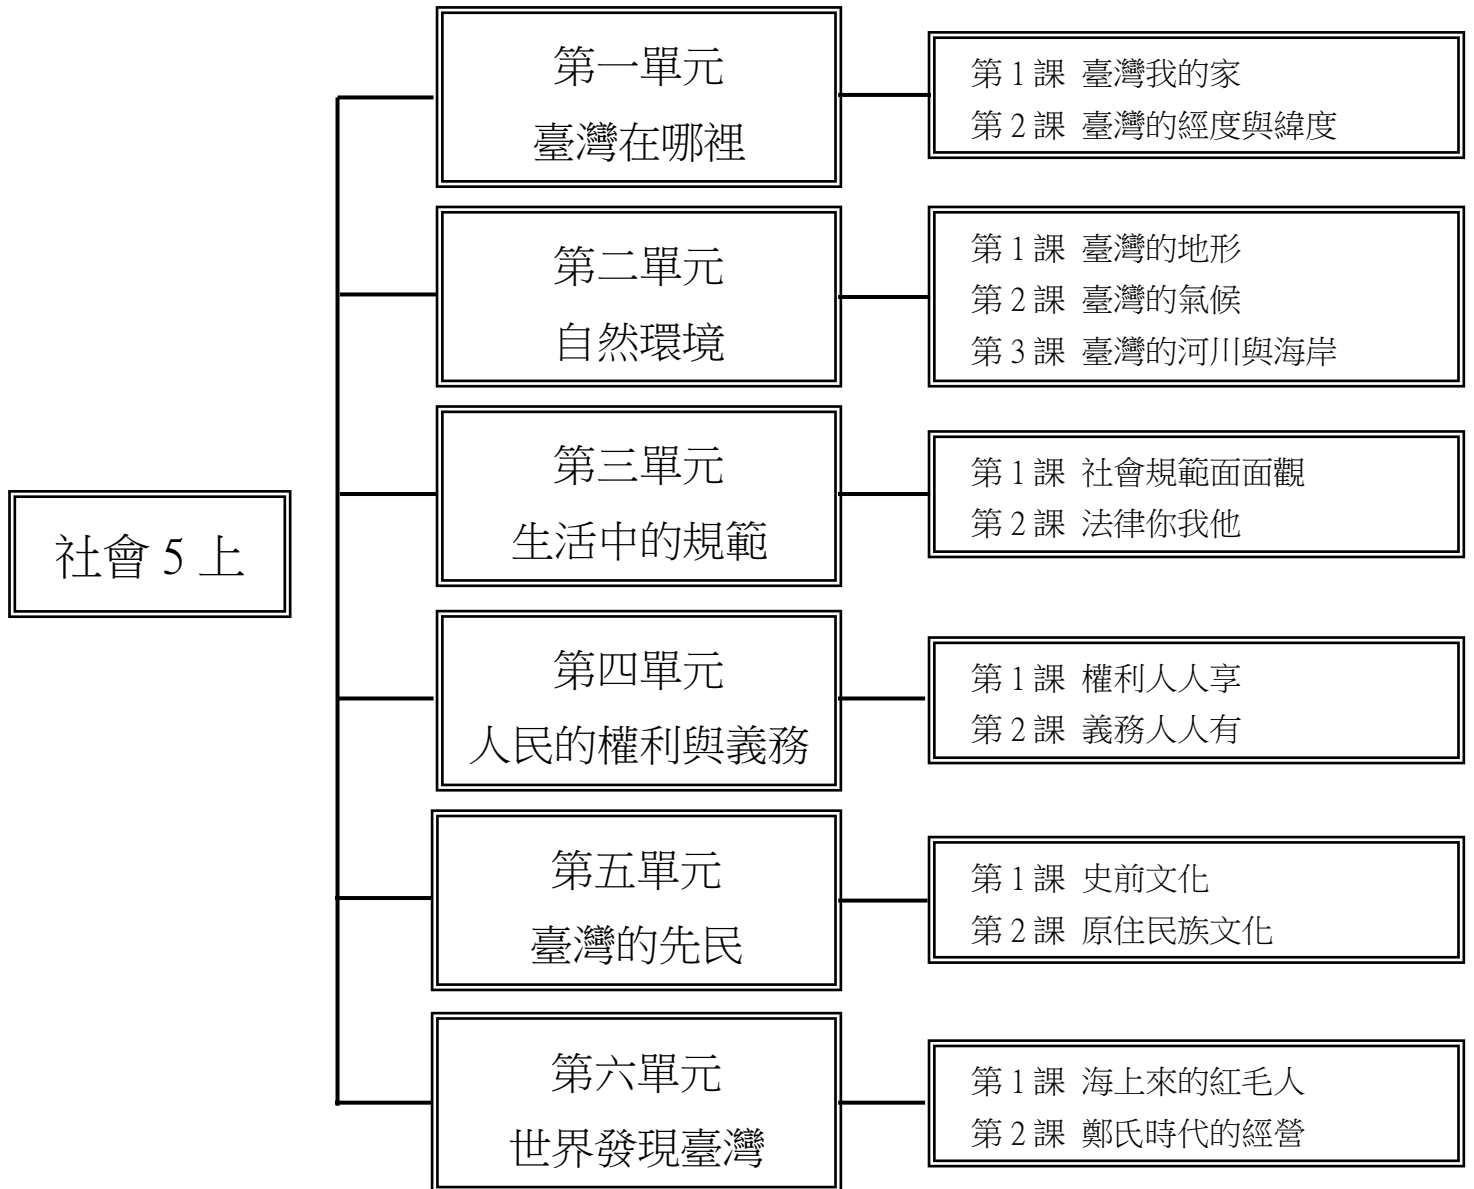 社會 5 上
第一單元
臺灣在哪裡
第 1 課 臺灣我的家
第 2 課 臺灣的經度與緯度
第二單元
自然環境
第 1 課 臺灣的地形
第 2 課 臺灣的氣候
第 3 課 臺灣的河川與海岸
第三單元
生活中的規範
第 1 課 社會規範面面觀
第 2 課 法律你我他
第四單元
人民的權利與義務
第 1 課 權利人人享
第 2 課 義務人人有
第五單元
臺灣的先民
第 1 課 史前文化
第 2 課 原住民族文化
第六單元
世界發現臺灣
第 1 課 海上來的紅毛人
第 2 課 鄭氏時代的經營